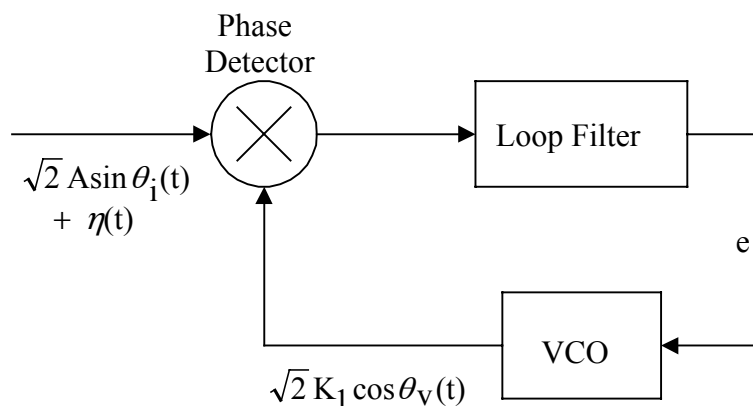 Phase
Detector
Loop Filter
√2 Asin θi(t)
+ η(t)
e
VCO
√2 K1 cos θv(t)